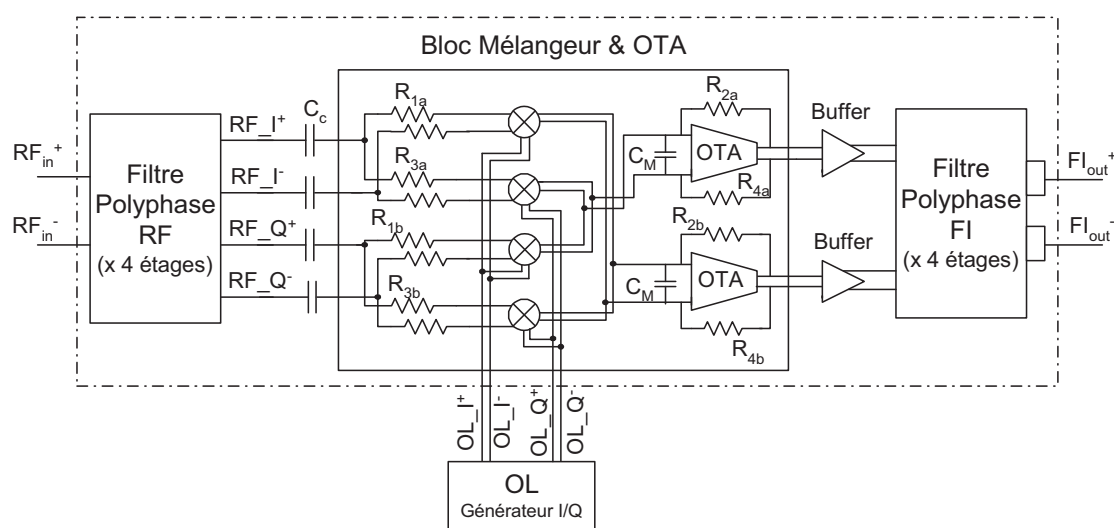 Bloc Mélangeur & OTA
RF_in^+
RF_in^-
Filtre
Polyphase
RF
(x 4 étages)
RF_I^+
RF_I^-
RF_Q^+
RF_Q^-
C_c
R_1a
R_3a
R_1b
R_3b
R_2a
C_M
OTA
R_4a
R_2b
C_M
OTA
R_4b
Buffer
Buffer
Filtre
Polyphase
FI
(x 4 étages)
FI_out^+
FI_out^-
OL_I^+
OL_I^-
OL_Q^+
OL_Q^-
OL
Générateur I/Q